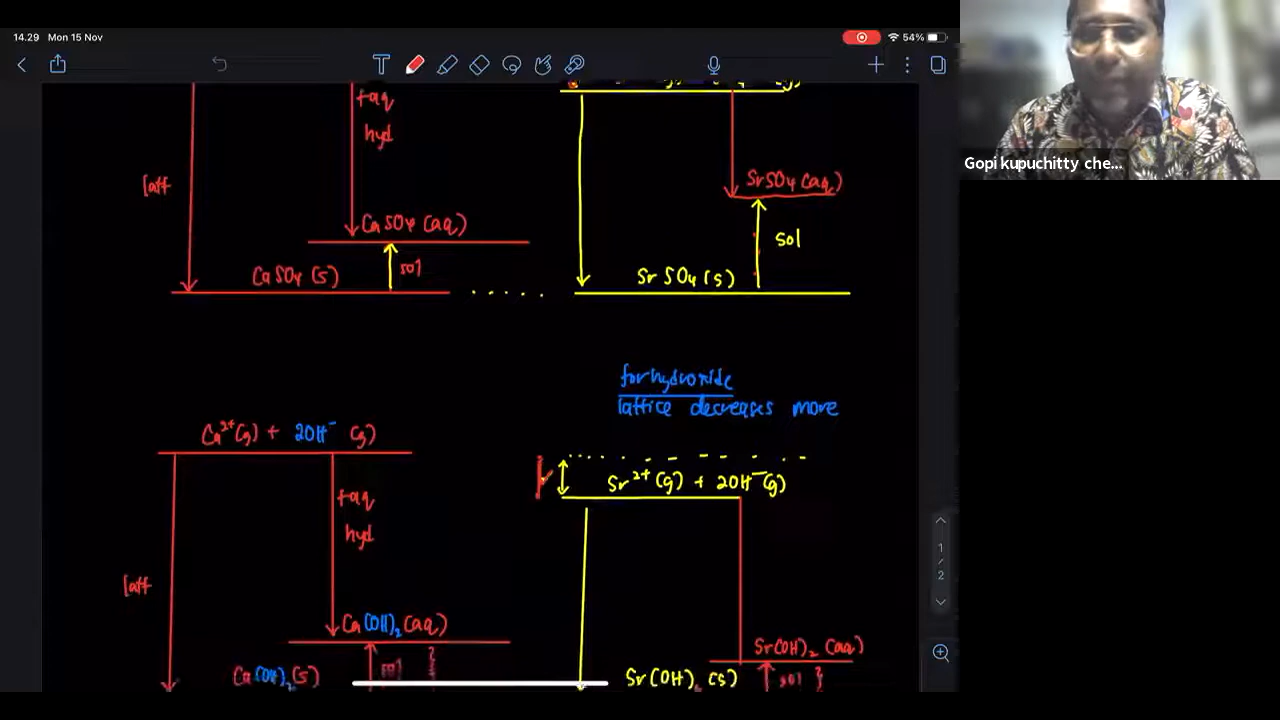 14.29 Mon 15 Nov
54%
T
+aq
hyd
latt
CaSO4 (aq)
CaSO4 (s)
sol
.....
SrSO4 (aq)
sol
SrSO4 (s)
for hydroxide
lattice decreases more
Ca²⁺(g) + 2OH⁻ (g)
+aq
hyd
latt
Ca(OH)₂ (aq)
Ca(OH)₂ (s)
sol
Sr²⁺ (g) + 2OH⁻ (g)
Sr(OH)₂ (aq)
Sr(OH) (s)
sol
1
/
2
Gopi kupuchitty che...